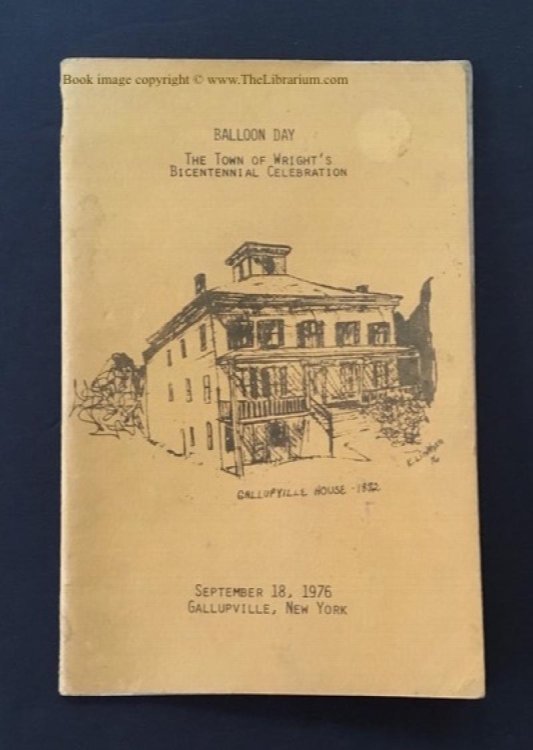 Book image copyright © www.TheLibrarium.com
BALLOON DAY
THE TOWN OF WRIGHT'S
BICENTENNIAL CELEBRATION
GALLUPVILLE HOUSE - 1872
SEPTEMBER 18, 1976
GALLUPVILLE, NEW YORK